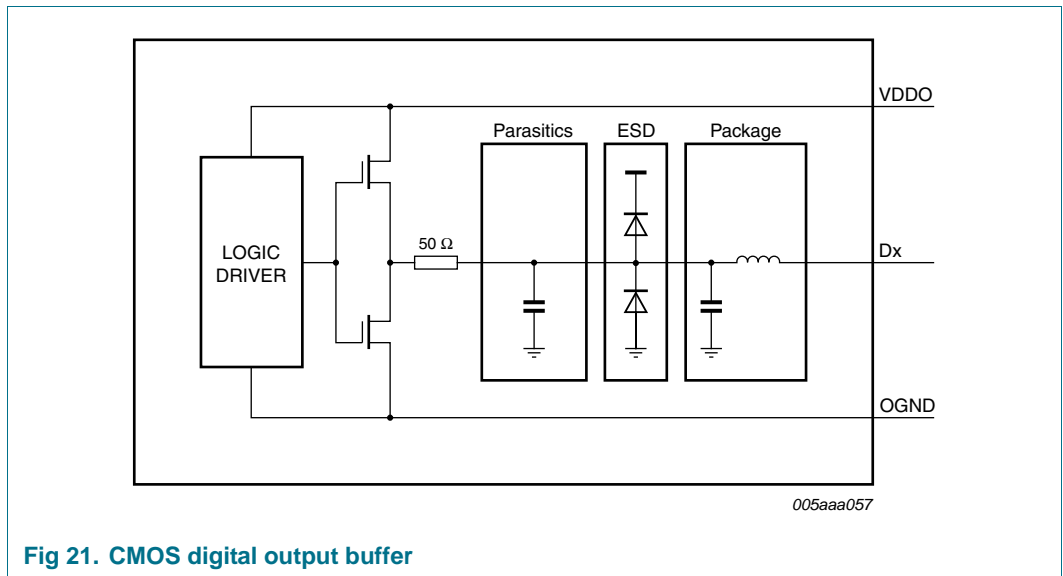 VDDO
Parasitics
ESD
Package
LOGIC
DRIVER
50 Ω
Dx
OGND
005aaa057
Fig 21. CMOS digital output buffer